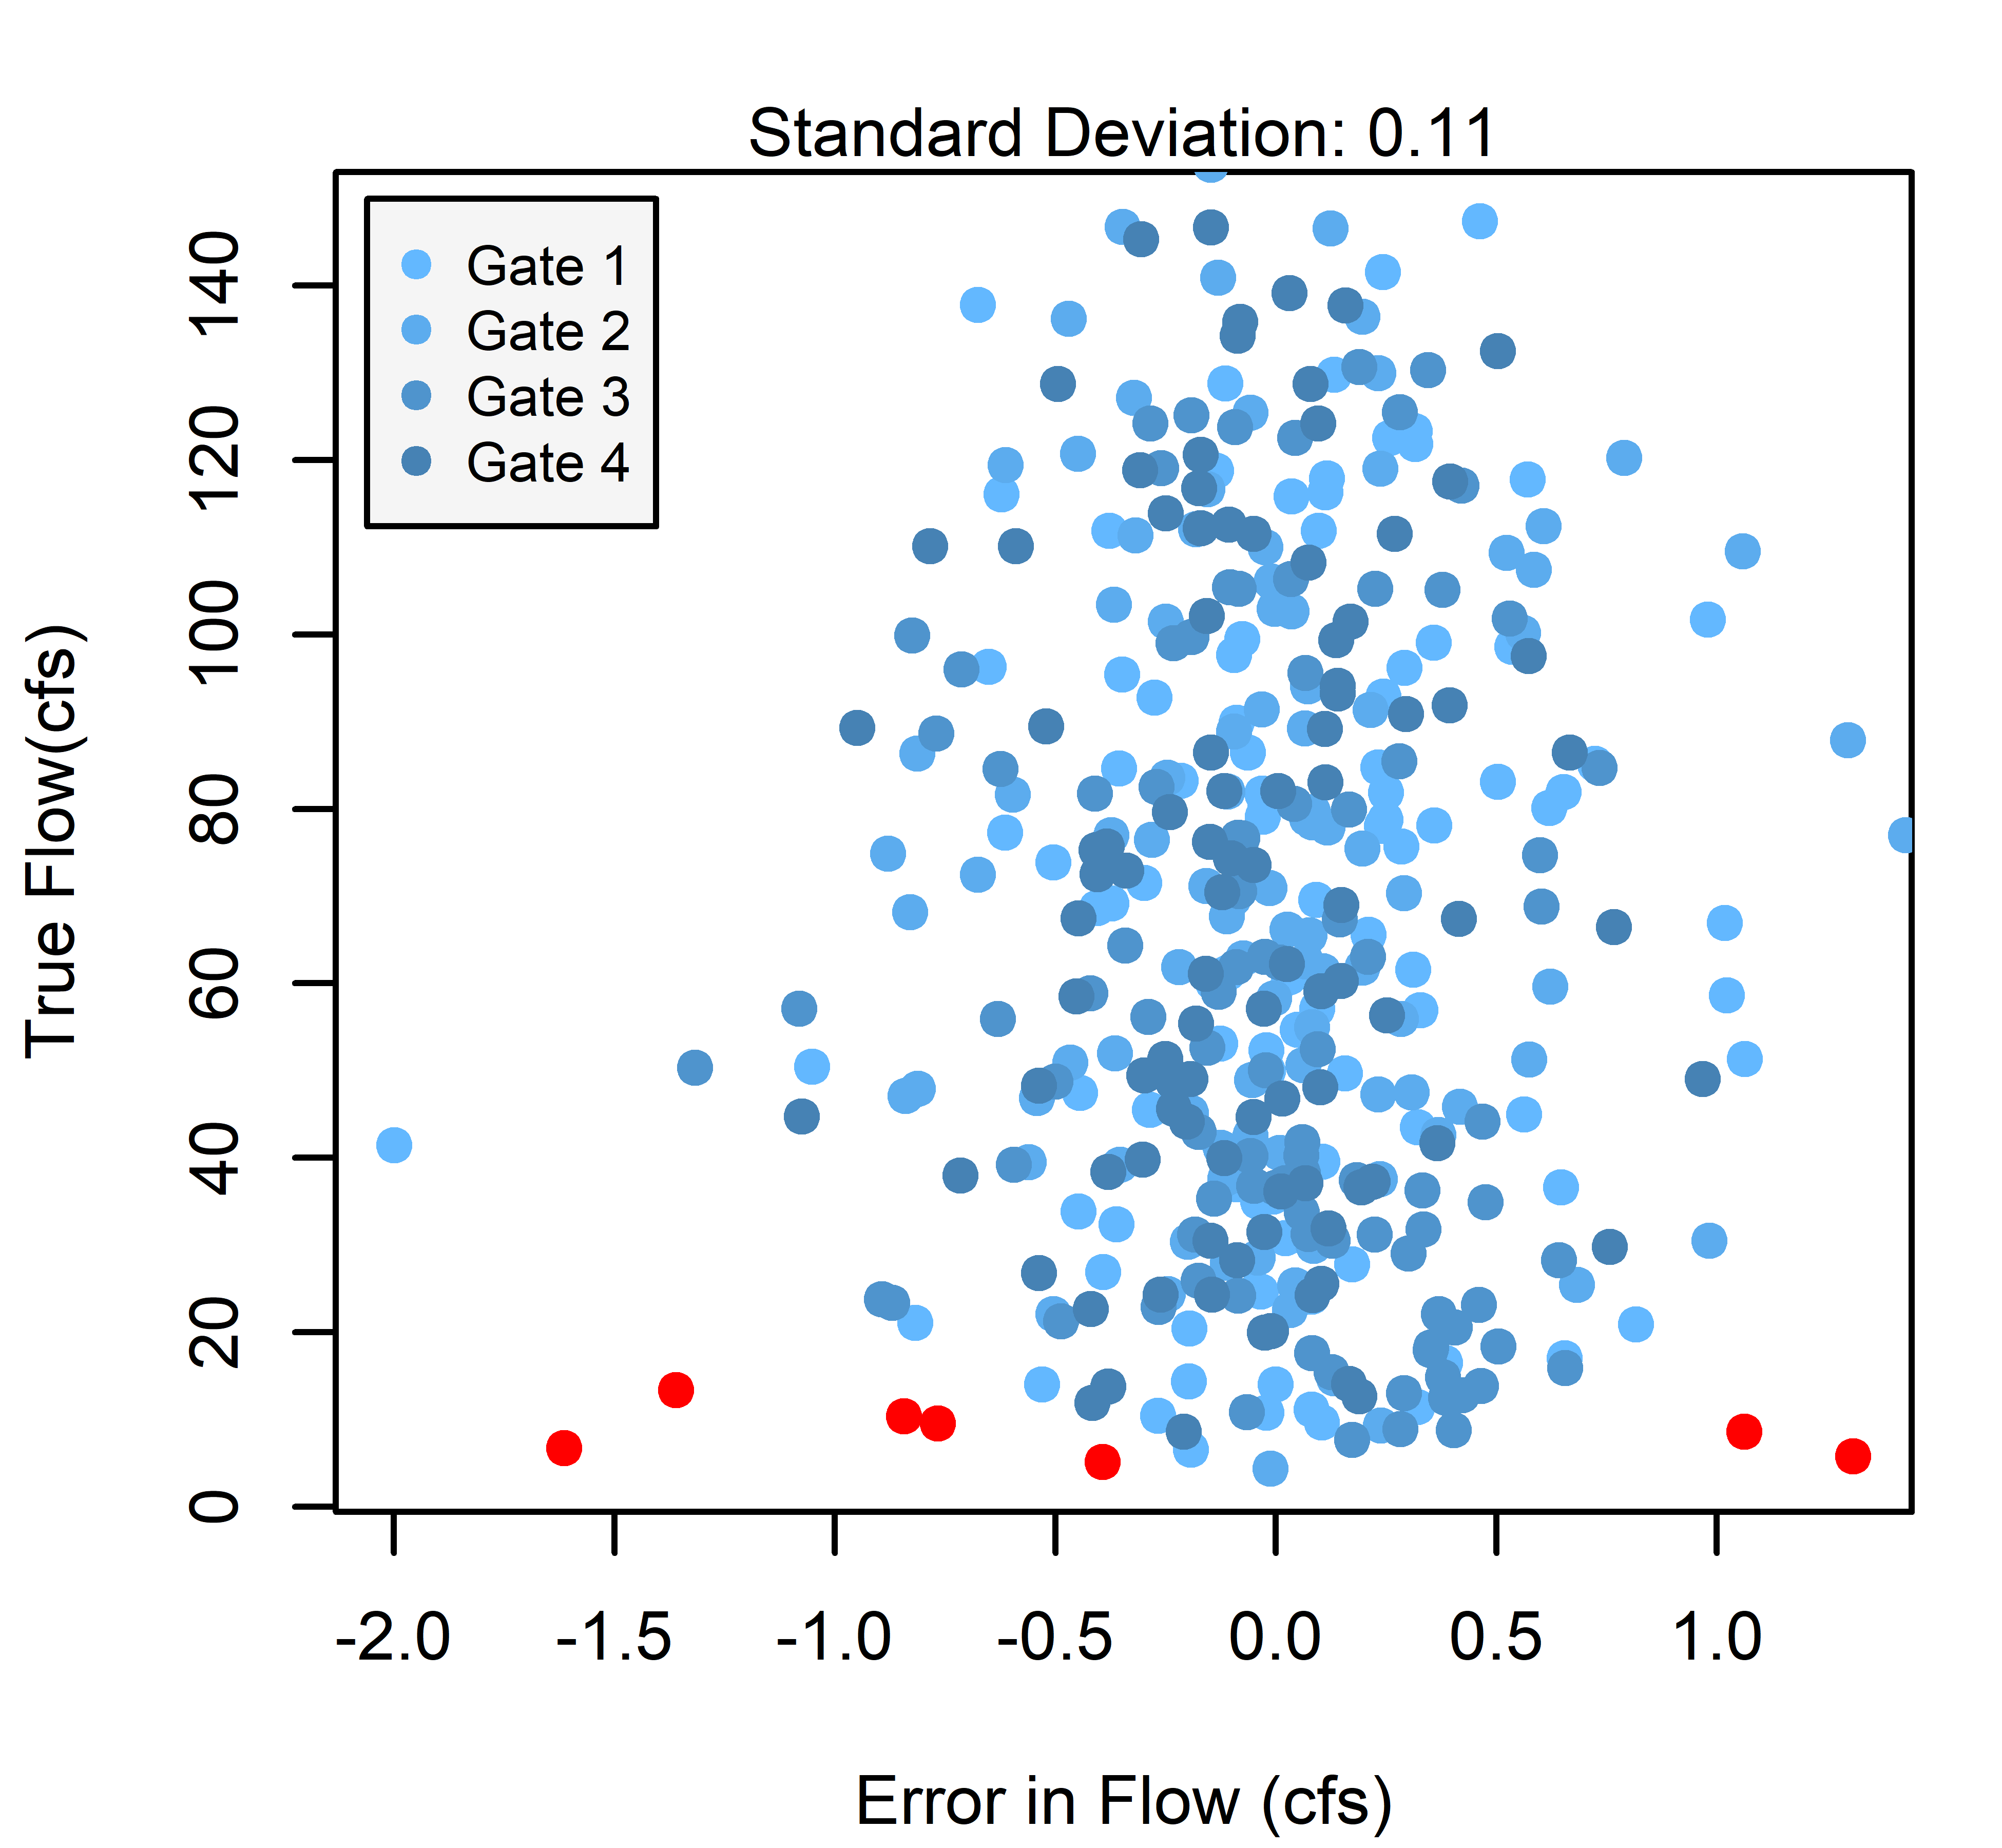 Standard Deviation: 0.11
Gate 1
Gate 2
Gate 3
Gate 4
True Flow(cfs)
140
120
100
80
60
40
20
0
-2.0 -1.5 -1.0 -0.5 0.0 0.5 1.0
Error in Flow (cfs)